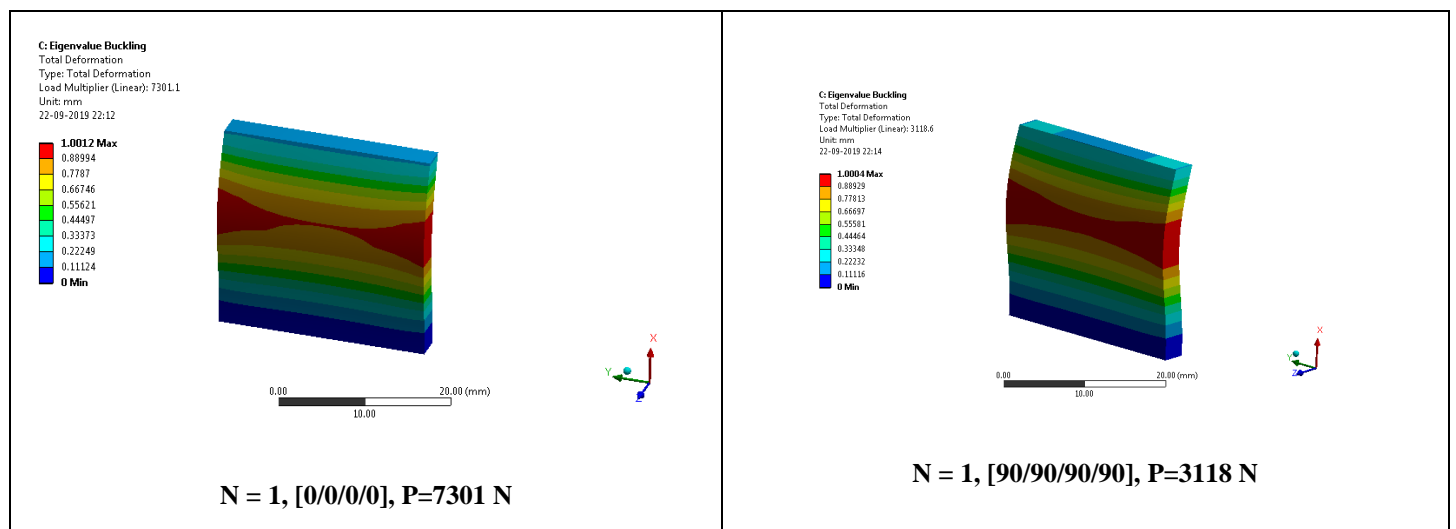 C: Eigenvalue Buckling
Total Deformation
Type: Total Deformation
Load Multiplier (Linear): 7301.1
Unit: mm
22-09-2019 22:12
1.0012 Max
0.88994
0.7787
0.66746
0.55621
0.44497
0.33373
0.22249
0.11124
0 Min
X
Y
Z
0.00
20.00 (mm)
10.00
N = 1, [0/0/0/0], P=7301 N
C: Eigenvalue Buckling
Total Deformation
Type: Total Deformation
Load Multiplier (Linear): 3118.6
Unit: mm
22-09-2019 22:14
1.0004 Max
0.88929
0.77813
0.66697
0.55581
0.44464
0.33348
0.22232
0.11116
0 Min
X
Y
Z
0.00
20.00 (mm)
10.00
N = 1, [90/90/90/90], P=3118 N